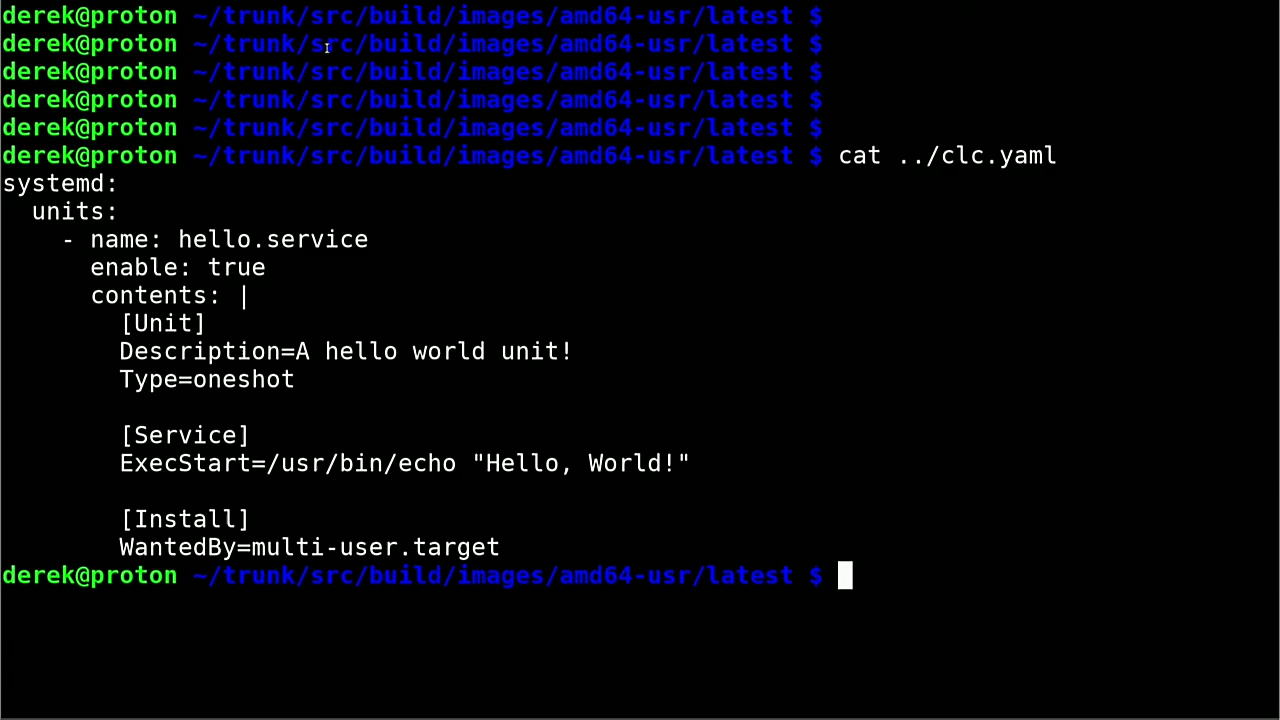 derek@proton ~/trunk/src/build/images/amd64-usr/latest $
derek@proton ~/trunk/src/build/images/amd64-usr/latest $
derek@proton ~/trunk/src/build/images/amd64-usr/latest $
derek@proton ~/trunk/src/build/images/amd64-usr/latest $
derek@proton ~/trunk/src/build/images/amd64-usr/latest $
derek@proton ~/trunk/src/build/images/amd64-usr/latest $ cat ../clc.yaml
systemd:
  units:
    - name: hello.service
      enable: true
      contents: |
        [Unit]
        Description=A hello world unit!
        Type=oneshot

        [Service]
        ExecStart=/usr/bin/echo "Hello, World!"

        [Install]
        WantedBy=multi-user.target
derek@proton ~/trunk/src/build/images/amd64-usr/latest $